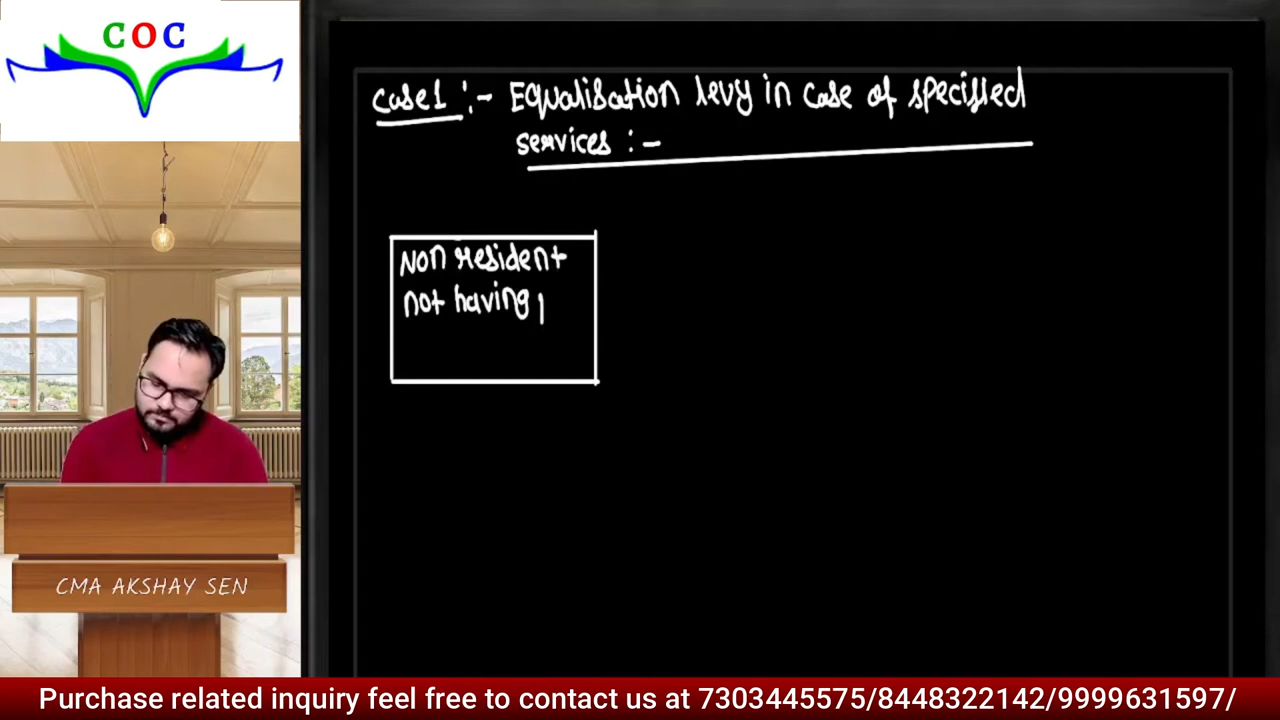 COC
Case1 :- Equalisation levy in case of specified
services :-
Non resident
not having
CMA AKSHAY SEN
Purchase related inquiry feel free to contact us at 7303445575/8448322142/9999631597/